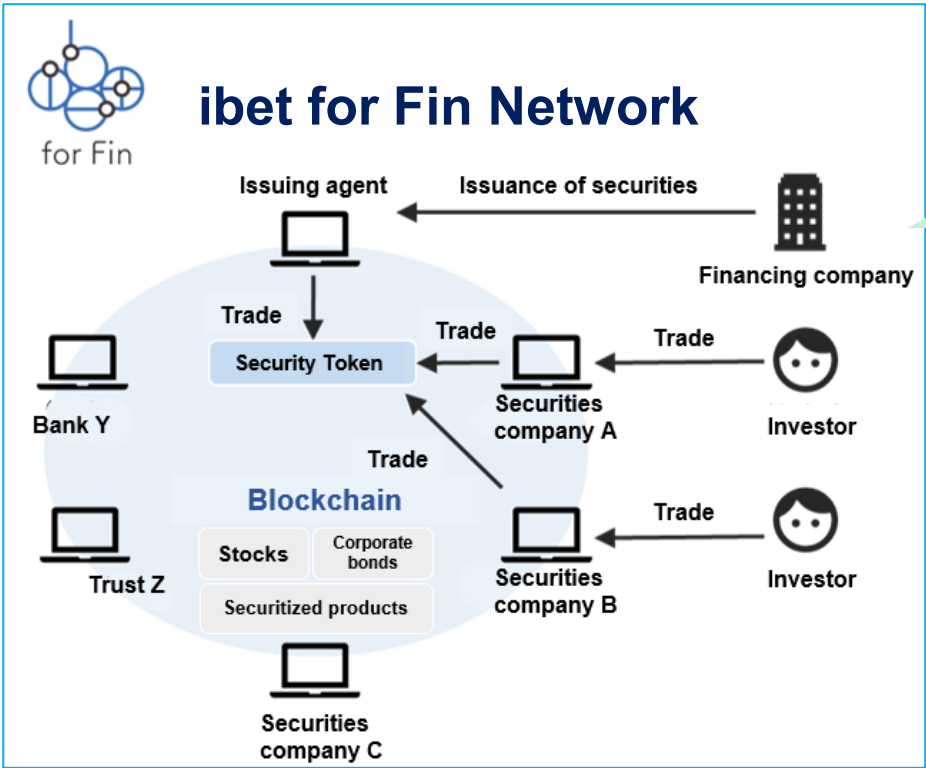 for Fin
ibet for Fin Network
Issuing agent
Issuance of securities
Financing company
Trade
Security Token
Trade
Securities
company A
Trade
Investor
Bank Y
Trade
Blockchain
Stocks
Corporate
bonds
Securitized products
Securities
company B
Trade
Investor
Trust Z
Securities
company C